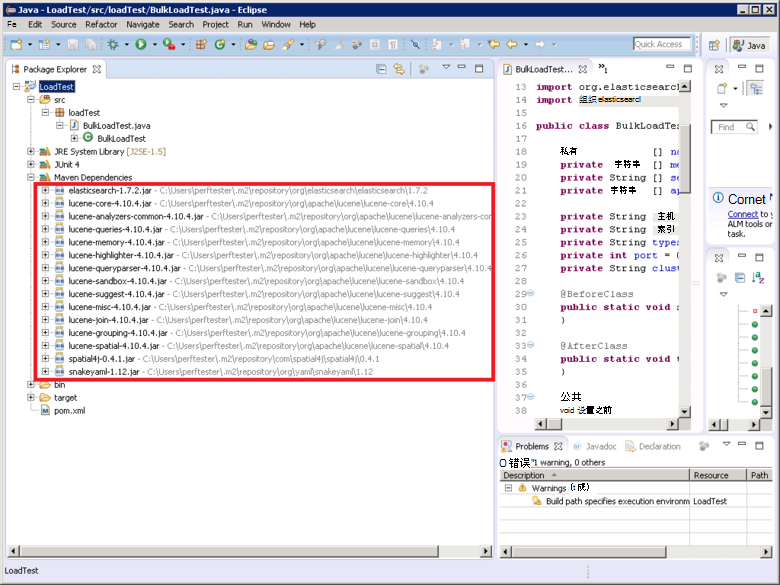 Java - LoadTest/src/loadTest/BulkLoadTest.java - Eclipse
Edit Source Refactor Navigate Search Project Run Window Help
Quick Access
Java
Package Explorer
LoadTest
src
loadTest
BulkLoadTest.java
BulkLoadTest
JRE System Library [J2SE-1.5]
JUnit 4
Maven Dependencies
elasticsearch-1.7.2.jar - C:\Users\perftester\.m2\repository\org\elasticsearch\elasticsearch\1.7.2
lucene-core-4.10.4.jar - C:\Users\perftester\.m2\repository\org\apache\lucene\lucene-core\4.10.4
lucene-analyzers-common-4.10.4.jar - C:\Users\perftester\.m2\repository\org\apache\lucene\lucene-analyzers-cor
lucene-queries-4.10.4.jar - C:\Users\perftester\.m2\repository\org\apache\lucene\lucene-queries\4.10.4
lucene-memory-4.10.4.jar - C:\Users\perftester\.m2\repository\org\apache\lucene\lucene-memory\4.10.4
lucene-highlighter-4.10.4.jar - C:\Users\perftester\.m2\repository\org\apache\lucene\lucene-highlighter\4.10.4
lucene-queryparser-4.10.4.jar - C:\Users\perftester\.m2\repository\org\apache\lucene\lucene-queryparser\4.10.4
lucene-sandbox-4.10.4.jar - C:\Users\perftester\.m2\repository\org\apache\lucene\lucene-sandbox\4.10.4
lucene-suggest-4.10.4.jar - C:\Users\perftester\.m2\repository\org\apache\lucene\lucene-suggest\4.10.4
lucene-misc-4.10.4.jar - C:\Users\perftester\.m2\repository\org\apache\lucene\lucene-misc\4.10.4
lucene-join-4.10.4.jar - C:\Users\perftester\.m2\repository\org\apache\lucene\lucene-join\4.10.4
lucene-grouping-4.10.4.jar - C:\Users\perftester\.m2\repository\org\apache\lucene\lucene-grouping\4.10.4
lucene-spatial-4.10.4.jar - C:\Users\perftester\.m2\repository\org\apache\lucene\lucene-spatial\4.10.4
spatial4j-0.4.1.jar - C:\Users\perftester\.m2\repository\com\spatial4j\spatial4j\0.4.1
snakeyaml-1.12.jar - C:\Users\perftester\.m2\repository\org\yaml\snakeyaml\1.12
bin
target
pom.xml
BulkLoadTest...
»1
13 import org.elasticsearc
14 import 组织elasticsearcl
15
16 public class BulkLoadTe
17
18 私有 [] no
19 private 字符串 [] me
20 private String [] se
21 private 字符串 [] ap
22
23 private String 主机
24 private String 索引
25 private String types
26 private int port =
27 private String clust
28
29 @BeforeClass
30 public static void s
31 }
32
33 @AfterClass
34 public static void
35 }
36
37 公共
38 void 设置之前
Find
Connect to
ALM tools or
task.
Problems Javadoc Declaration
0 错误"1 warning, 0 others
Description Resource Path
Warnings
Build path specifies execution environm LoadTest
LoadTest